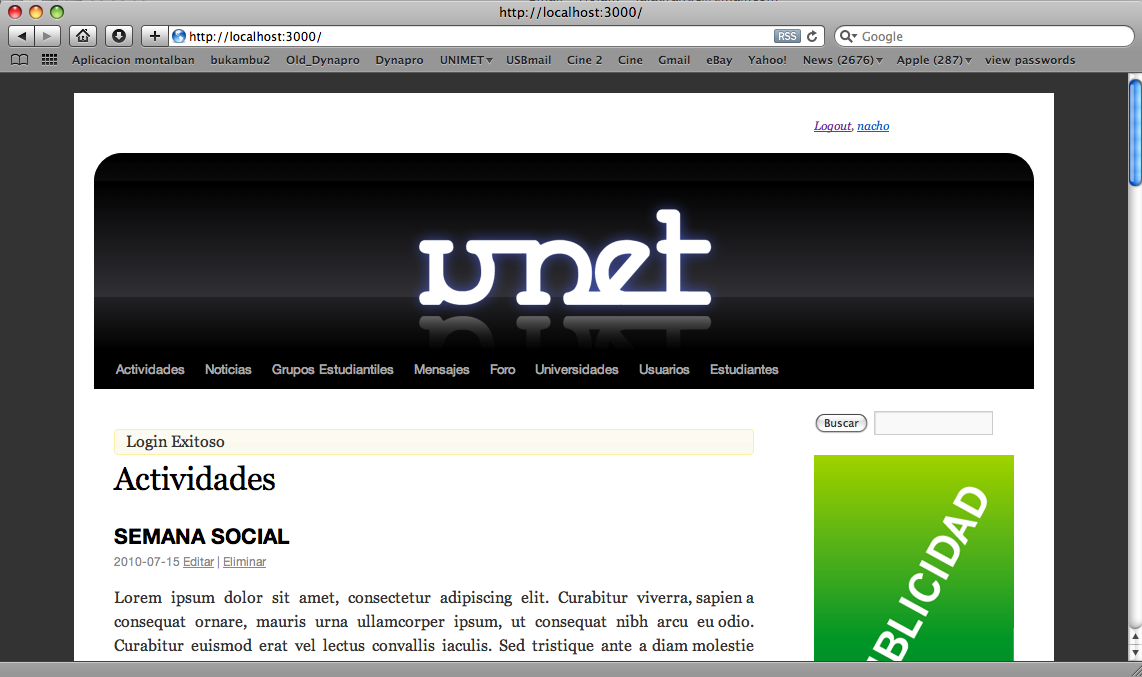 http://localhost:3000/
http://localhost:3000/
RSS
Google
Aplicacion montalban bukambu2 Old_Dynapro Dynapro UNIMET USBmail Cine 2 Cine Gmail eBay Yahoo! News (2676) Apple (287) view passwords
Logout, nacho
unet
Actividades Noticias Grupos Estudiantiles Mensajes Foro Universidades Usuarios Estudiantes
Buscar
Login Exitoso
Actividades
SEMANA SOCIAL
2010-07-15 Editar | Eliminar
Lorem ipsum dolor sit amet, consectetur adipiscing elit. Curabitur viverra, sapien a
consequat ornare, mauris urna ullamcorper ipsum, ut consequat nibh arcu eu odio.
Curabitur euismod erat vel lectus convallis iaculis. Sed tristique ante a diam molestie
BLICIDAD